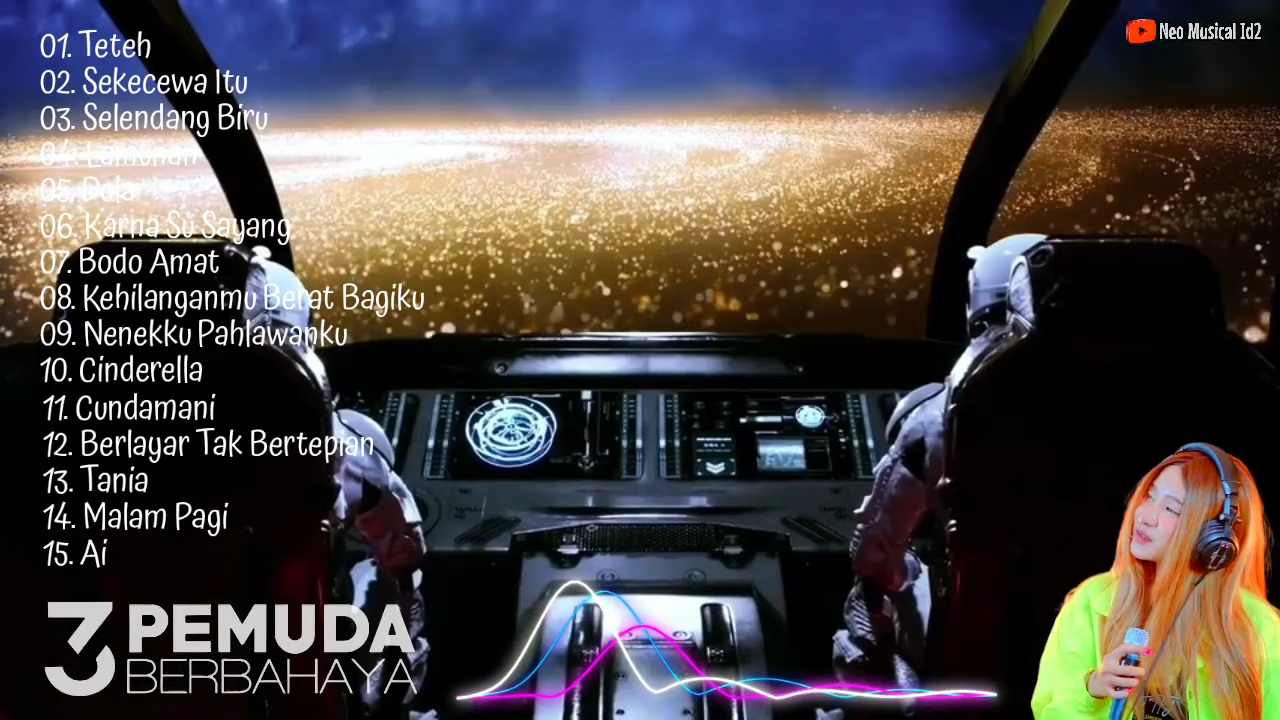 01. Teteh
02. Sekecewa Itu
03. Selendang Biru
04. Lamunan
05. Dola
06. Karna Su Sayang
07. Bodo Amat
08. Kehilanganmu Berat Bagiku
09. Nenekku Pahlawanku
10. Cinderella
11. Cundamani
12. Berlayar Tak Bertepian
13. Tania
14. Malam Pagi
15. Ai
3 PEMUDA
BERBAHAYA
Neo Musical Id2